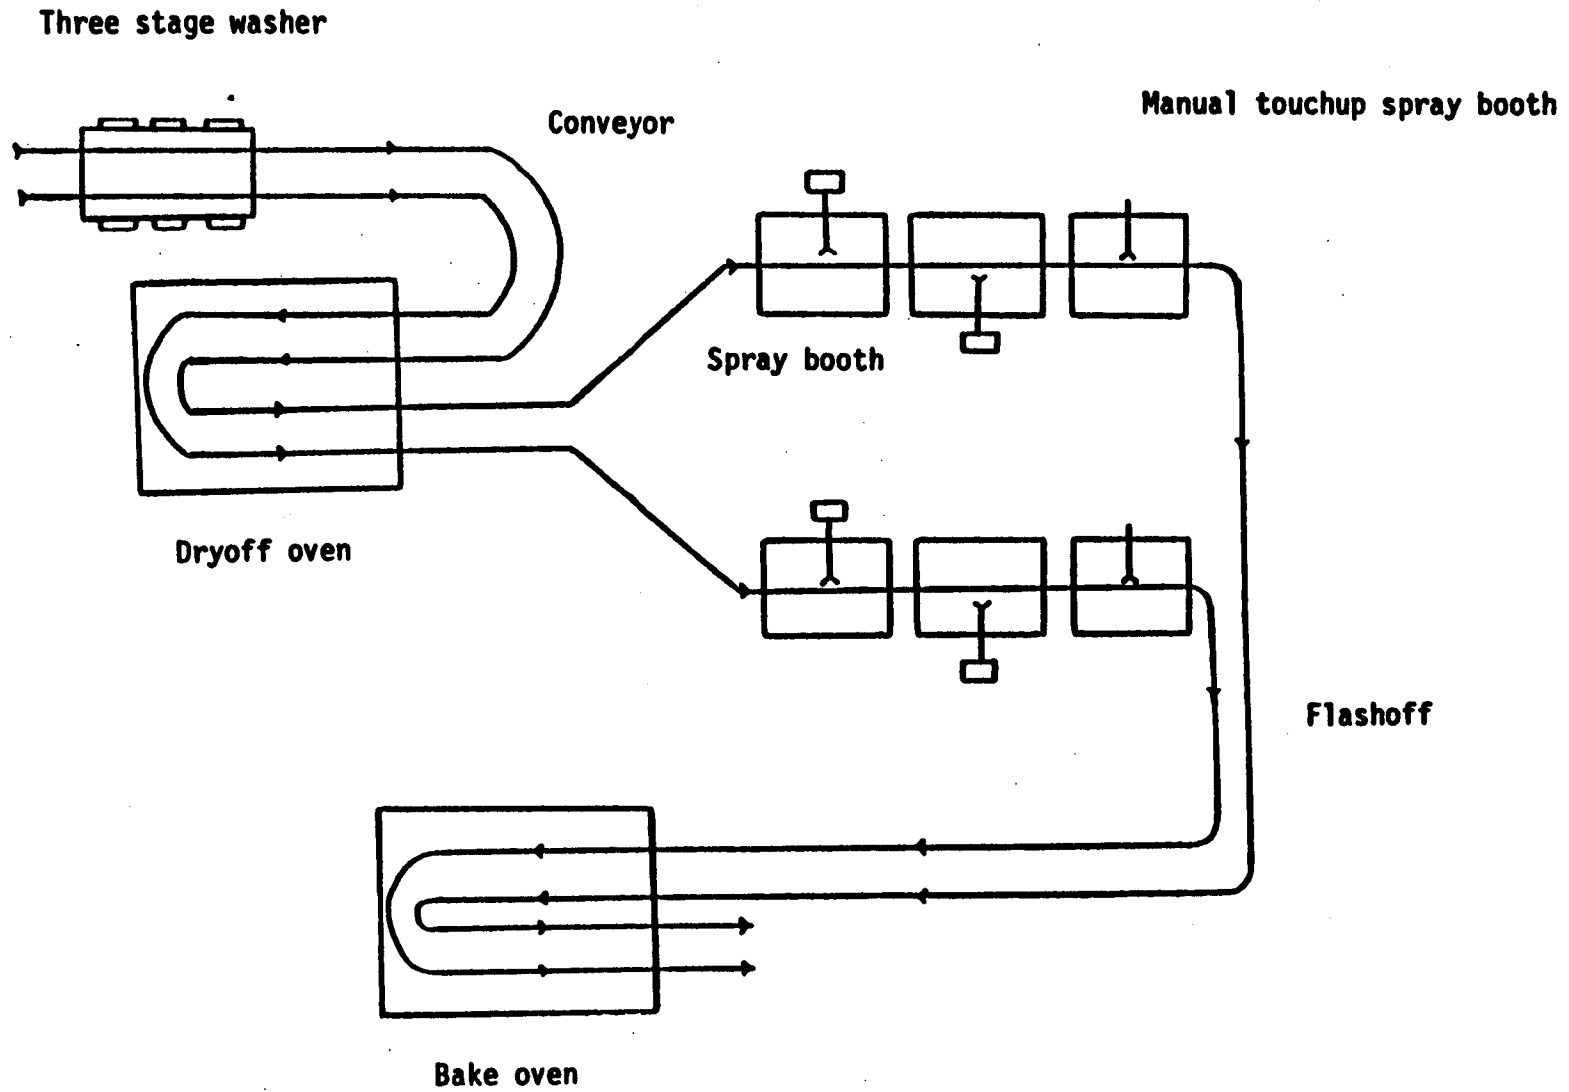 Three stage washer
Manual touchup spray booth
Conveyor
Spray booth
Dryoff oven
Flashoff
Bake oven